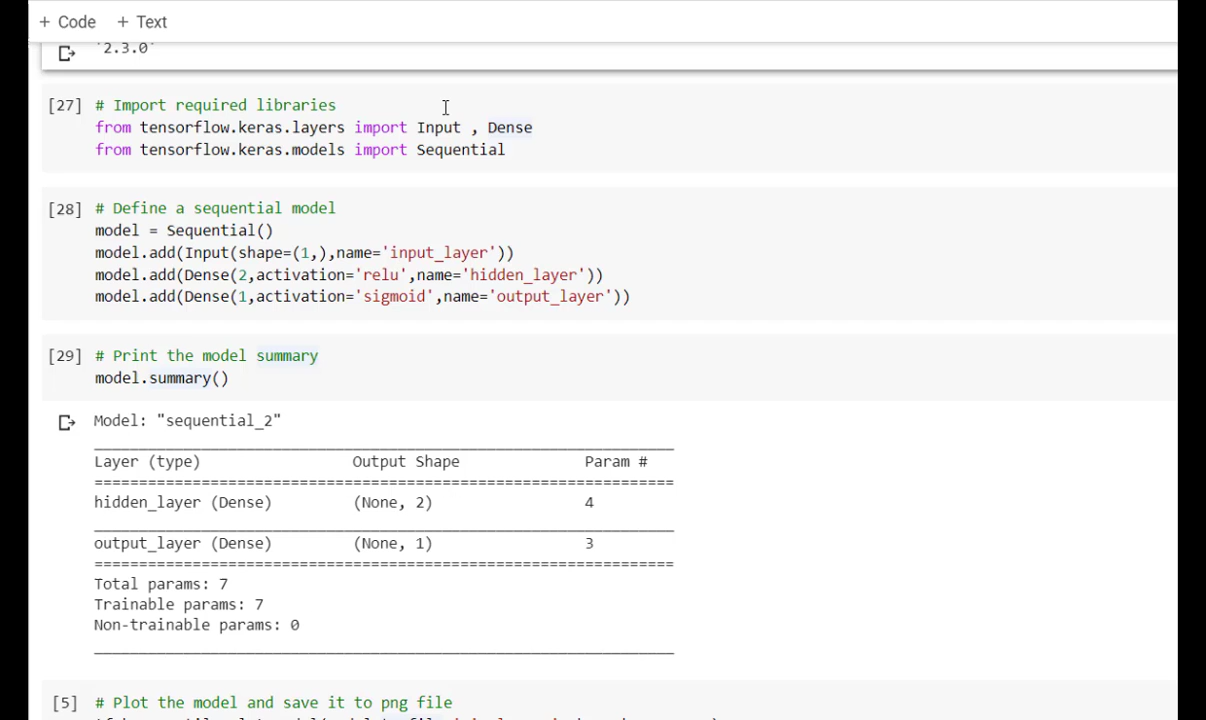 + Code + Text
'2.3.0'
[27] # Import required libraries
from tensorflow.keras.layers import Input , Dense
from tensorflow.keras.models import Sequential
[28] # Define a sequential model
model = Sequential()
model.add(Input(shape=(1,),name='input_layer'))
model.add(Dense(2,activation='relu',name='hidden_layer'))
model.add(Dense(1,activation='sigmoid',name='output_layer'))
[29] # Print the model summary
model.summary()
Model: "sequential_2"
Layer (type) Output Shape Param #
hidden_layer (Dense) (None, 2) 4
output_layer (Dense) (None, 1) 3
Total params: 7
Trainable params: 7
Non-trainable params: 0
[5] # Plot the model and save it to png file